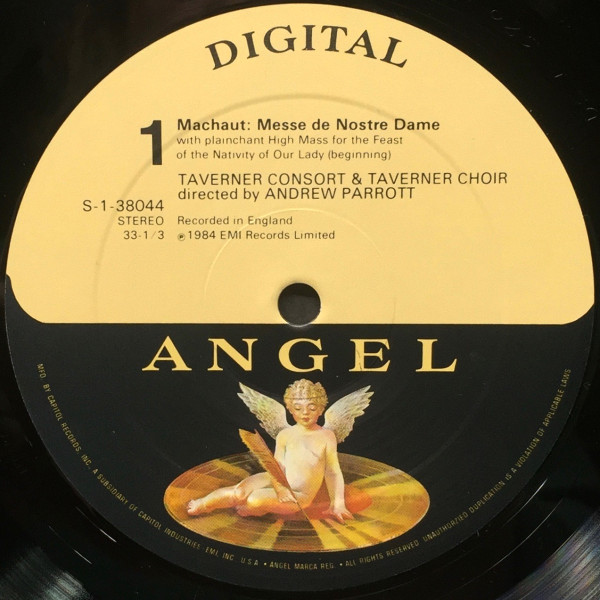 DIGITAL
1
Machaut: Messe de Nostre Dame
with plainchant High Mass for the Feast
of the Nativity of Our Lady (beginning)
TAVERNER CONSORT & TAVERNER CHOIR
directed by ANDREW PARROTT
S-1-38044
STEREO Recorded in England
33-1/3 ℗1984 EMI Records Limited
ANGEL
MFD. BY CAPITOL RECORDS, INC., A SUBSIDIARY OF CAPITOL INDUSTRIES-EMI, INC. U.S.A. • ANGEL MARCA REG. • ALL RIGHTS RESERVED. UNAUTHORIZED DUPLICATION IS A VIOLATION OF APPLICABLE LAWS